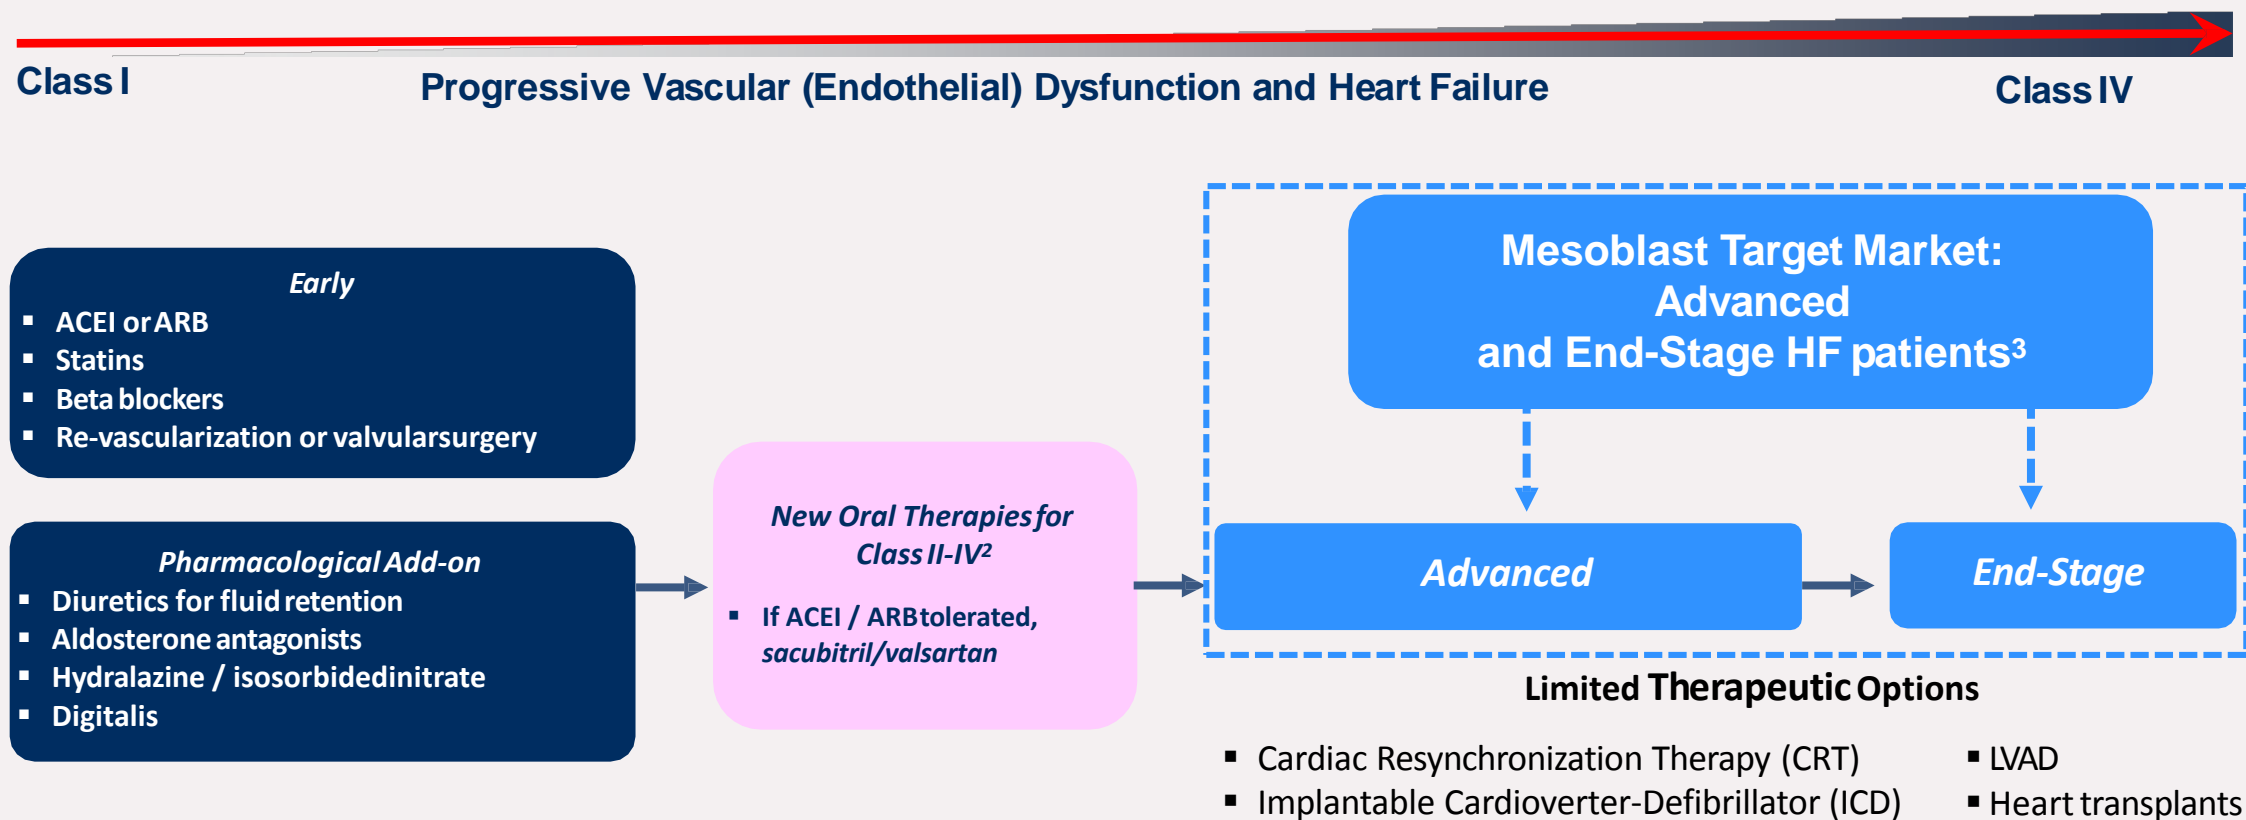 Class I
Progressive Vascular (Endothelial) Dysfunction and Heart Failure
Class IV
Early
▪ ACEI or ARB
▪ Statins
▪ Beta blockers
▪ Re-vascularization or valvularsurgery
Pharmacological Add-on
▪ Diuretics for fluid retention
▪ Aldosterone antagonists
▪ Hydralazine / isosorbidedinitrate
▪ Digitalis
New Oral Therapies for
Class II-IV²
▪ If ACEI / ARB tolerated,
sacubitril/valsartan
Mesoblast Target Market:
Advanced
and End-Stage HF patients³
Advanced
End-Stage
Limited Therapeutic Options
▪ Cardiac Resynchronization Therapy (CRT)
▪ Implantable Cardioverter-Defibrillator (ICD)
▪ LVAD
▪ Heart transplants